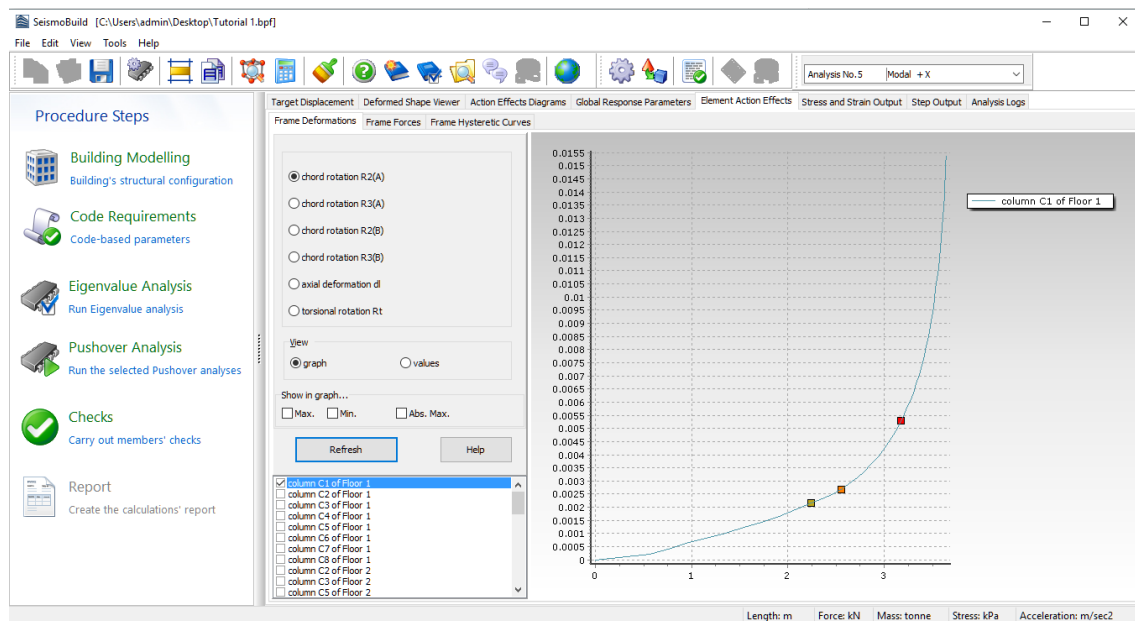 SeismoBuild [C:\Users\admin\Desktop\Tutorial 1.bpf]
File Edit View Tools Help
Analysis No.5 Modal +X
Procedure Steps
Building Modelling
Building's structural configuration
Code Requirements
Code-based parameters
Eigenvalue Analysis
Run Eigenvalue analysis
Pushover Analysis
Run the selected Pushover analyses
Checks
Carry out members' checks
Report
Create the calculations' report
Target Displacement Deformed Shape Viewer Action Effects Diagrams Global Response Parameters Element Action Effects Stress and Strain Output Step Output Analysis Logs
Frame Deformations Frame Forces Frame Hysteretic Curves
chord rotation R2(A)
chord rotation R3(A)
chord rotation R2(B)
chord rotation R3(B)
axial deformation dl
torsional rotation Rt
View
graph values
Show in graph...
Max. Min. Abs. Max.
Refresh Help
column C1 of Floor 1
column C2 of Floor 1
column C3 of Floor 1
column C4 of Floor 1
column C5 of Floor 1
column C6 of Floor 1
column C7 of Floor 1
column C8 of Floor 1
column C2 of Floor 2
column C3 of Floor 2
column C5 of Floor 2
0.0155
0.015
0.0145
0.014
0.0135
0.013
0.0125
0.012
0.0115
0.011
0.0105
0.01
0.0095
0.009
0.0085
0.008
0.0075
0.007
0.0065
0.006
0.0055
0.005
0.0045
0.004
0.0035
0.003
0.0025
0.002
0.0015
0.001
0.0005
0
0 1 2 3
column C1 of Floor 1
Length: m Force: kN Mass: tonne Stress: kPa Acceleration: m/sec2